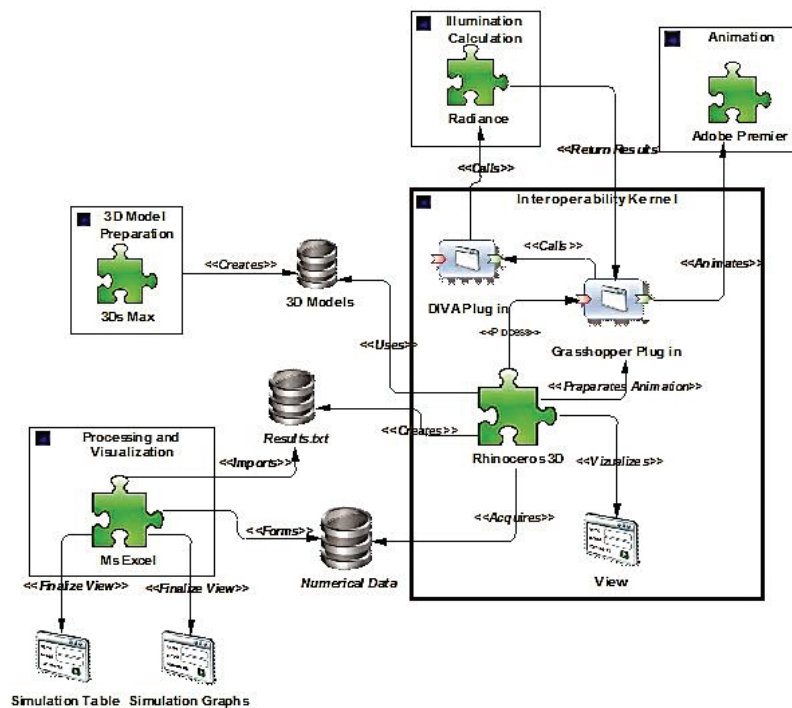 Illumination
Calculation
Radiance
Animation
Adobe Premier
<<Return Results
<<Calls>>
Interoperability Kernel
3D Model
Preparation
3Ds Max
<<Creates>>
3D Models
<<Calls>>
DIVA Plug in
<<Animates>>
<<Process>>
Grasshopper Plug in
<<Uses>>
<<Praparates Animation>>
Results.txt
<<Creates>>
Rhinoceros 3D
Processing and
Visualization
<<Imports>>
<<Vizualizes>>
Ms Excel
<<Forms>>
<<Acquires>>
Numerical Data
View
<<Finalize View>>
<<Finalize View>>
Simulation Table
Simulation Graphs